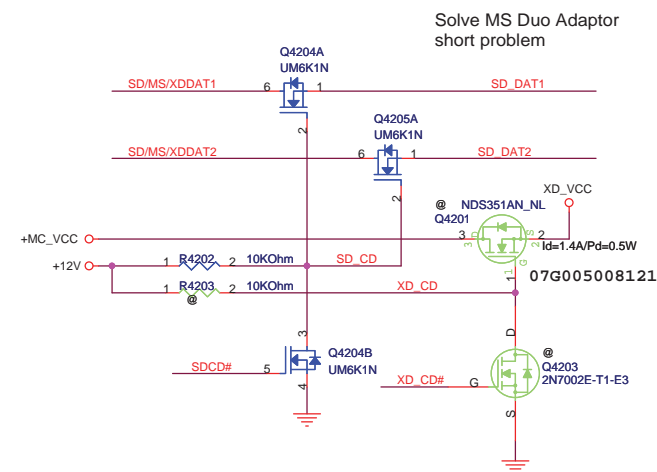 Solve MS Duo Adaptor
short problem
Q4204A
UM6K1N
SD/MS/XDDAT1
6
1
SD_DAT1
2
Q4205A
UM6K1N
SD/MS/XDDAT2
6
1
SD_DAT2
2
XD_VCC
@
NDS351AN_NL
Q4201
+MC_VCC
3
3
D
S
2
2
Id=1.4A/Pd=0.5W
G
1
1
07G005008121
+12V
1
R4202
2
10KOhm
SD_CD
1
R4203
2
10KOhm
XD_CD
@
3
Q4204B
UM6K1N
SDCD#
5
4
D
@
Q4203
2N7002E-T1-E3
XD_CD#
G
S